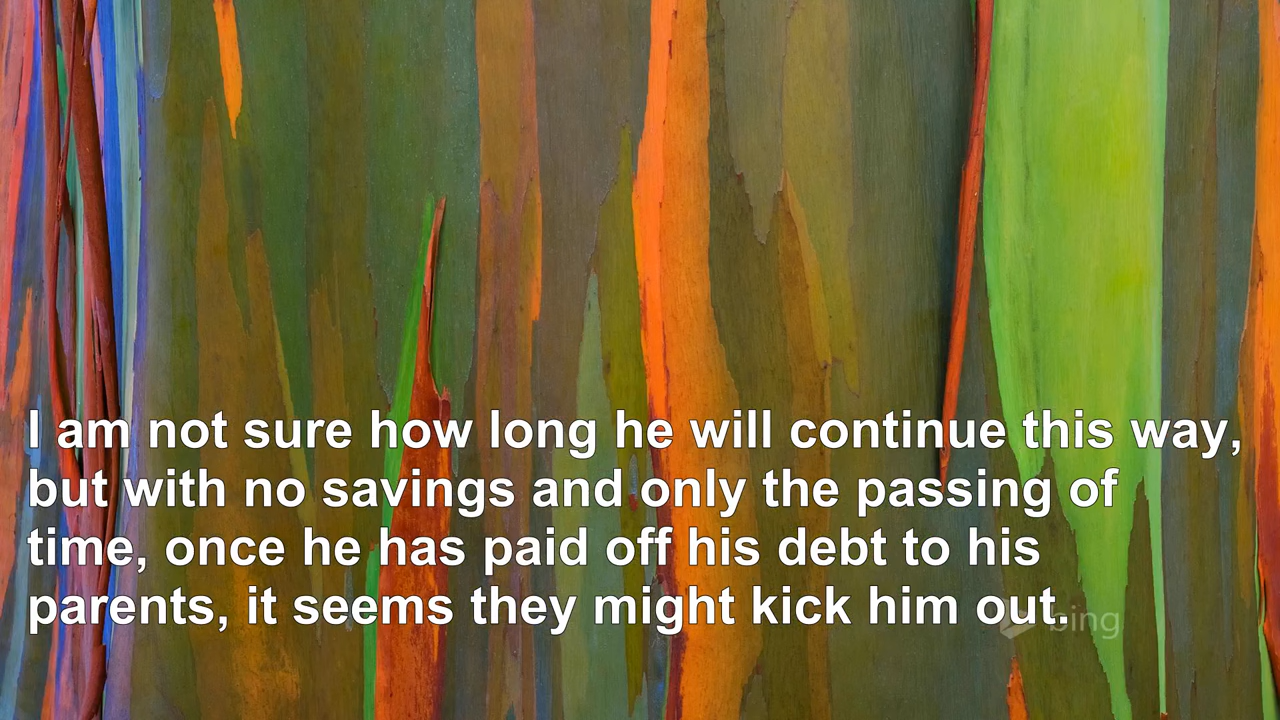 I am not sure how long he will continue this way,
but with no savings and only the passing of
time, once he has paid off his debt to his
parents, it seems they might kick him out.
bing